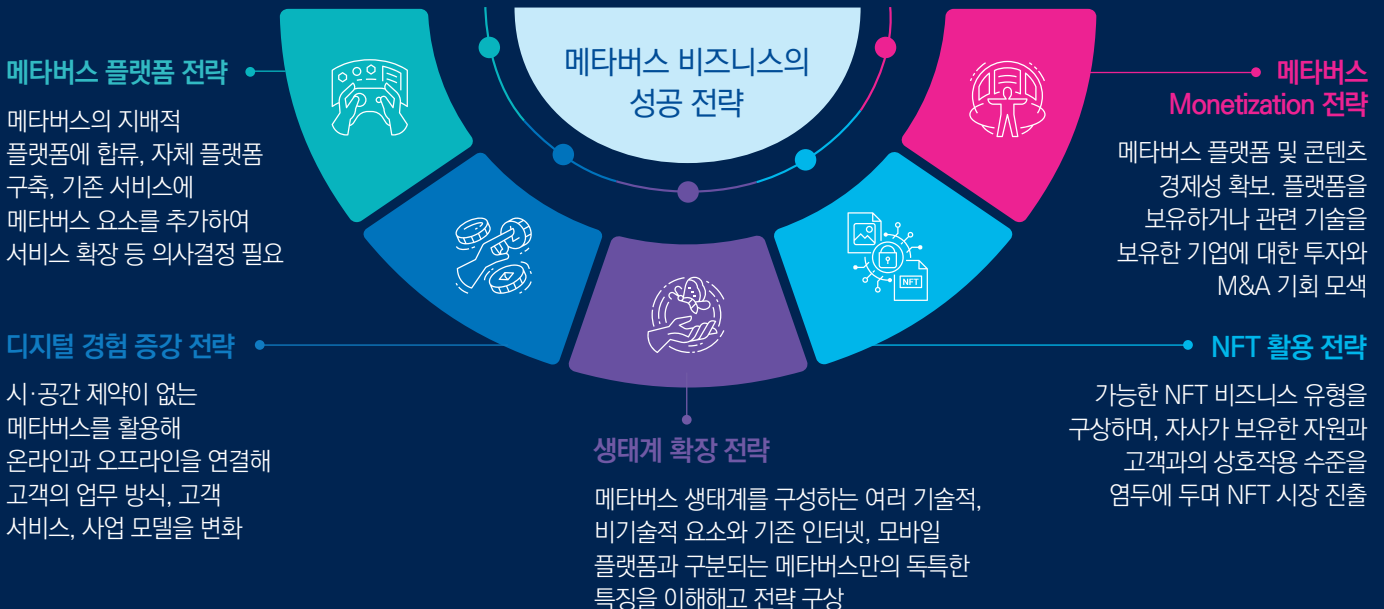 메타버스 비즈니스의
성공 전략
메타버스 플랫폼 전략
메타버스의 지배적
플랫폼에 합류, 자체 플랫폼
구축, 기존 서비스에
메타버스 요소를 추가하여
서비스 확장 등 의사결정 필요
디지털 경험 증강 전략
시·공간 제약이 없는
메타버스를 활용해
온라인과 오프라인을 연결해
고객의 업무 방식, 고객
서비스, 사업 모델을 변화
생태계 확장 전략
메타버스 생태계를 구성하는 여러 기술적,
비기술적 요소와 기존 인터넷, 모바일
플랫폼과 구분되는 메타버스만의 독특한
특징을 이해해고 전략 구상
NFT
NFT 활용 전략
가능한 NFT 비즈니스 유형을
구상하며, 자사가 보유한 자원과
고객과의 상호작용 수준을
염두에 두며 NFT 시장 진출
메타버스
Monetization 전략
메타버스 플랫폼 및 콘텐츠
경제성 확보. 플랫폼을
보유하거나 관련 기술을
보유한 기업에 대한 투자와
M&A 기회 모색